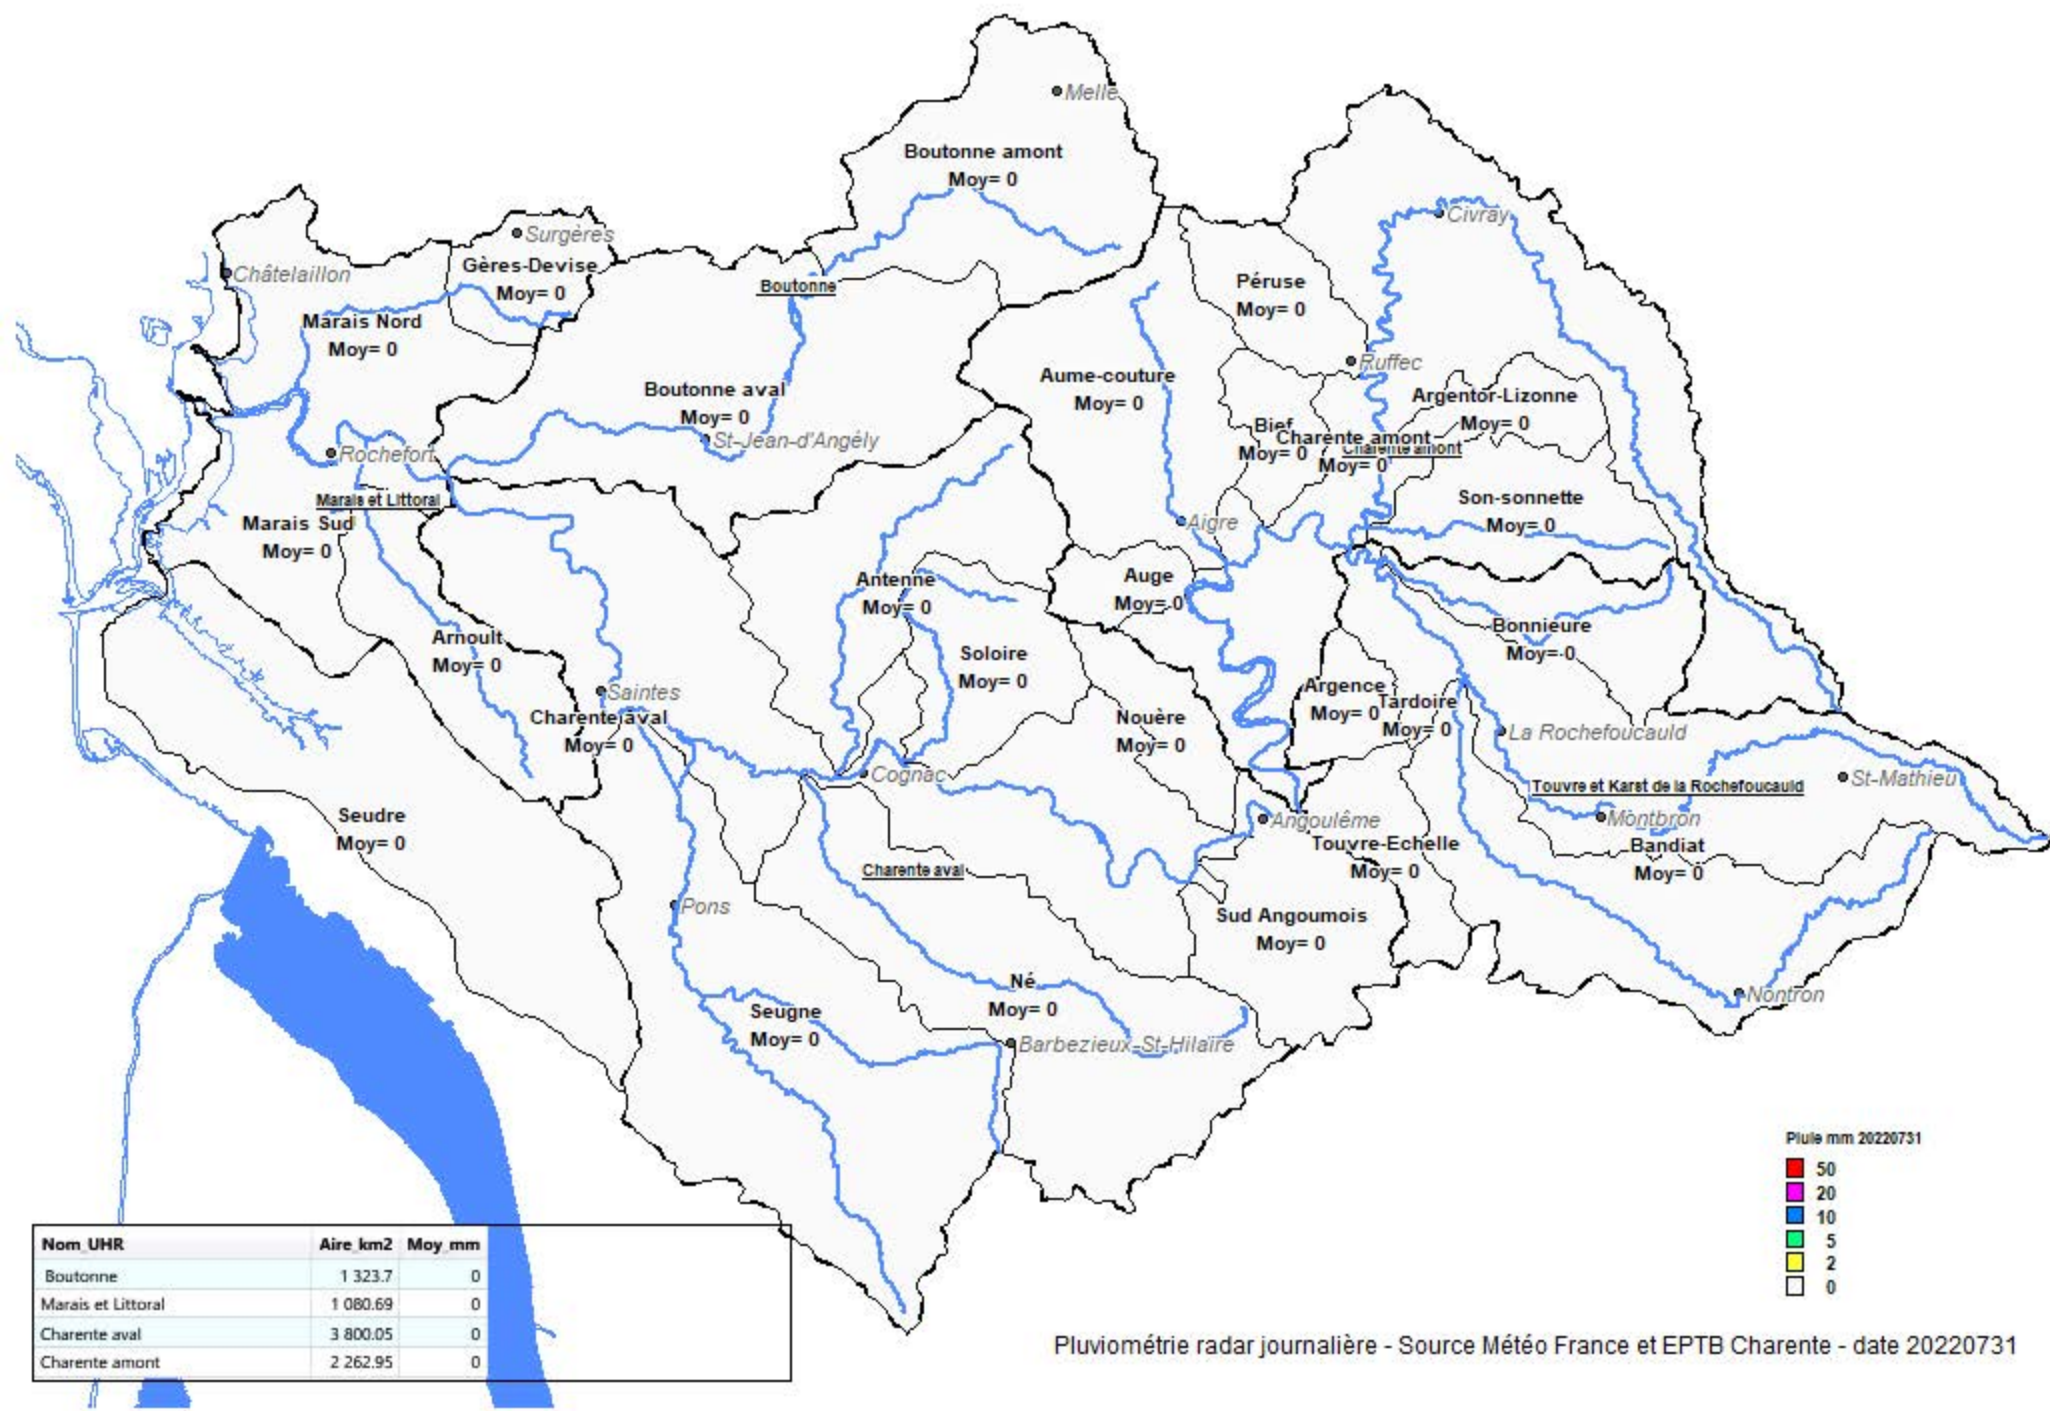 Melle
Boutonne amont
Moy= 0
Civray
Surgères
Châtelaillon
Gères-Devise
Moy= 0
Boutonne
Péruse
Moy= 0
Marais Nord
Moy= 0
Ruffec
Aume-couture
Moy= 0
Boutonne aval
Moy= 0
Argentor-Lizonne
Moy= 0
St-Jean-d'Angély
Bief
Moy= 0
Charente amont
Moy= 0
Charente amont
Rochefort
Marais et Littoral
Son-sonnette
Moy= 0
Marais Sud
Moy= 0
Aigre
Antenne
Moy= 0
Auge
Moy= 0
Bonnieure
Moy= 0
Arnoult
Moy= 0
Soloire
Moy= 0
Saintes
Argence
Moy= 0
Tardoire
Moy= 0
Charente aval
Moy= 0
Nouère
Moy= 0
La Rochefoucauld
Cognac
St-Mathieu
Touvre et Karst de la Rochefoucauld
Seudre
Moy= 0
Angoulême
Montbron
Touvre-Echelle
Moy= 0
Bandiat
Moy= 0
Charente aval
Pons
Sud Angoumois
Moy= 0
Né
Moy= 0
Nontron
Seugne
Moy= 0
Barbezieux-St-Hilaire
Pluie mm 20220731
50
20
10
5
2
0
Nom_UHR Aire_km2 Moy_mm
Boutonne 1 323.7 0
Marais et Littoral 1 080.69 0
Charente aval 3 800.05 0
Charente amont 2 262.95 0
Pluviométrie radar journalière - Source Météo France et EPTB Charente - date 20220731